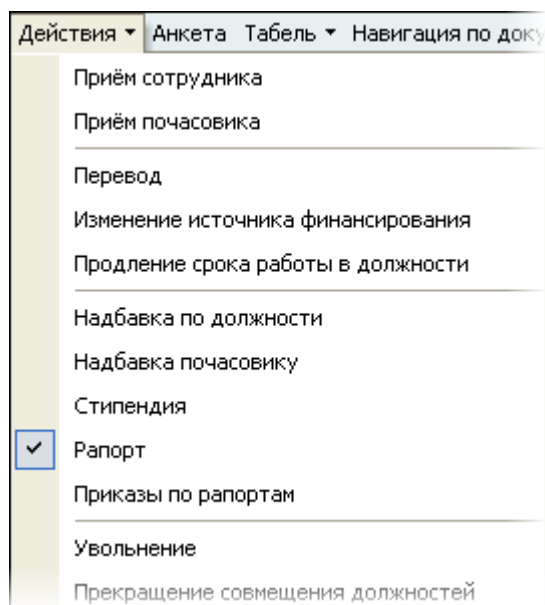 Действия Анкета Табель Навигация по доку
Приём сотрудника
Приём почасовика
Перевод
Изменение источника финансирования
Продление срока работы в должности
Надбавка по должности
Надбавка почасовику
Стипендия
Рапорт
Приказы по рапортам
Увольнение
Прекращение совмещения должностей